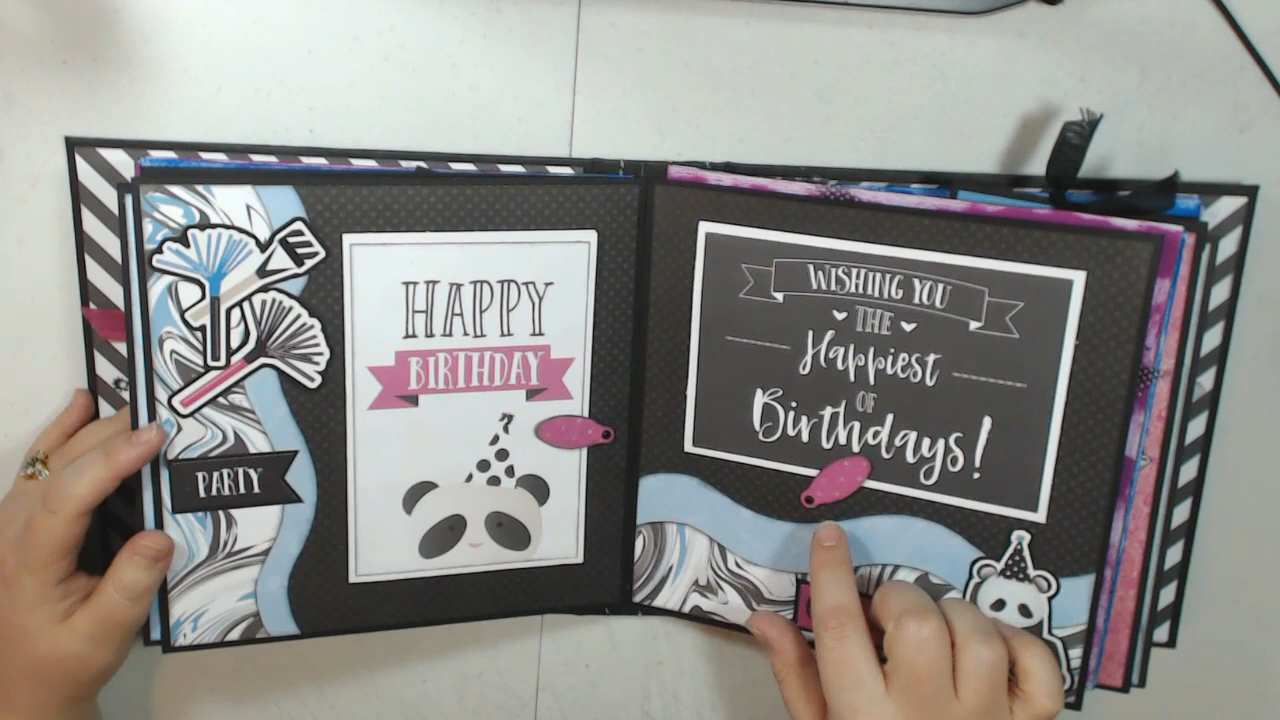 PARTY
HAPPY
BIRTHDAY
WISHING YOU
THE
Happiest
OF
Birthdays!